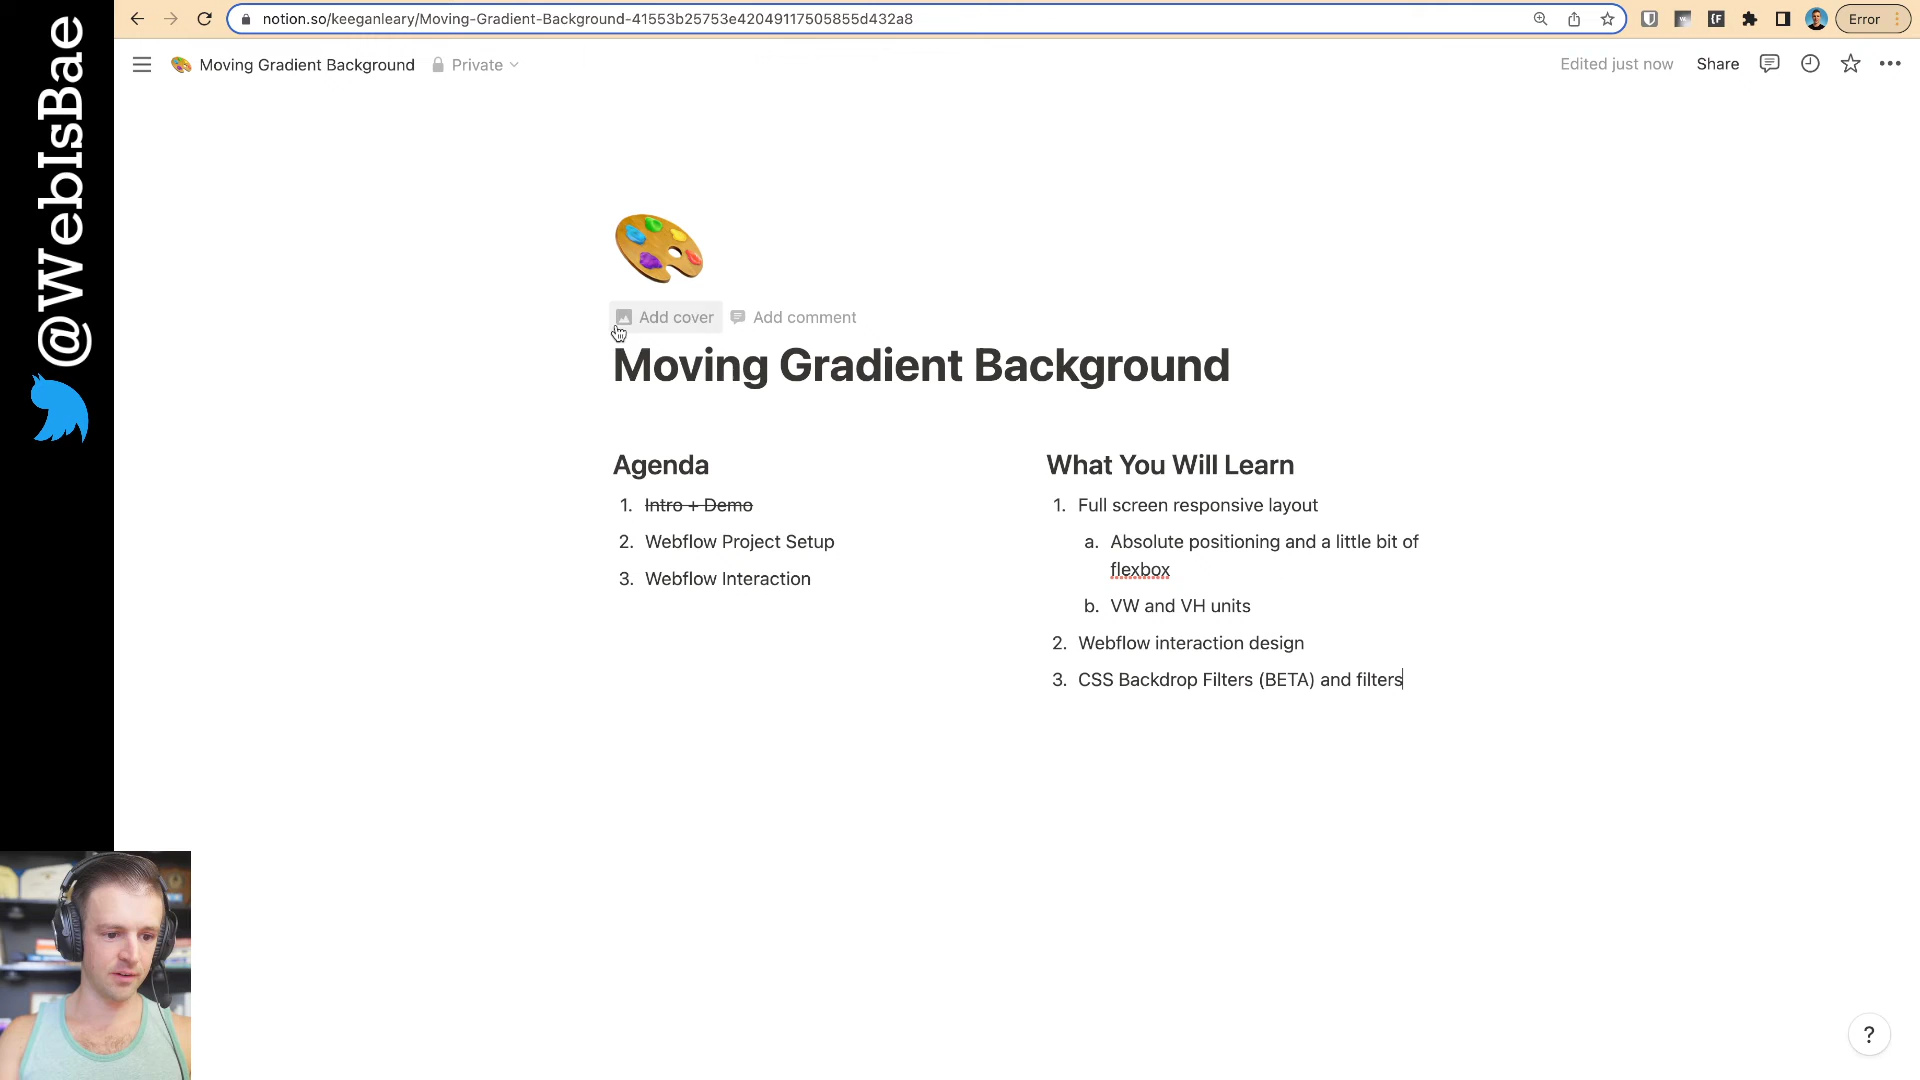 notion.so/keeganleary/Moving-Gradient-Background-41553b25753e42049117505855d432a8
Error
Moving Gradient Background
Private
Edited just now
Share
@WebIsBae
Add cover
Add comment
Moving Gradient Background
Agenda
1. Intro + Demo
2. Webflow Project Setup
3. Webflow Interaction
What You Will Learn
1. Full screen responsive layout
a. Absolute positioning and a little bit of
flexbox
b. VW and VH units
2. Webflow interaction design
3. CSS Backdrop Filters (BETA) and filters
?